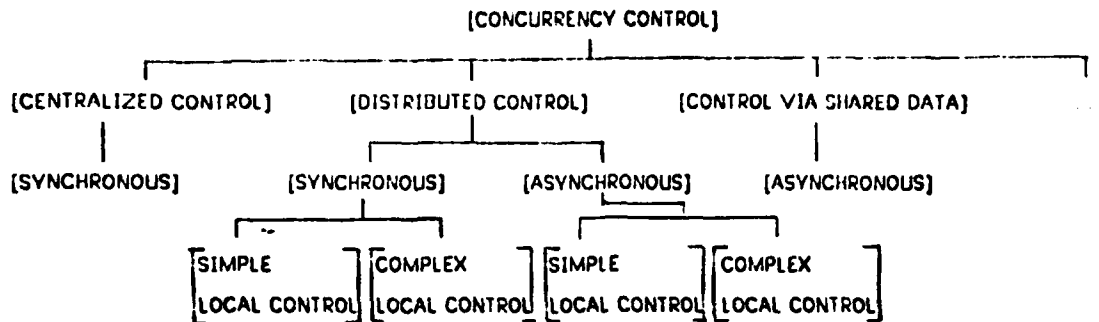 [CONCURRENCY CONTROL]
[CENTRALIZED CONTROL] [DISTRIBUTED CONTROL] [CONTROL VIA SHARED DATA]
[SYNCHRONOUS] [SYNCHRONOUS] [ASYNCHRONOUS] [ASYNCHRONOUS]
[SIMPLE LOCAL CONTROL] [COMPLEX LOCAL CONTROL] [SIMPLE LOCAL CONTROL] [COMPLEX LOCAL CONTROL]